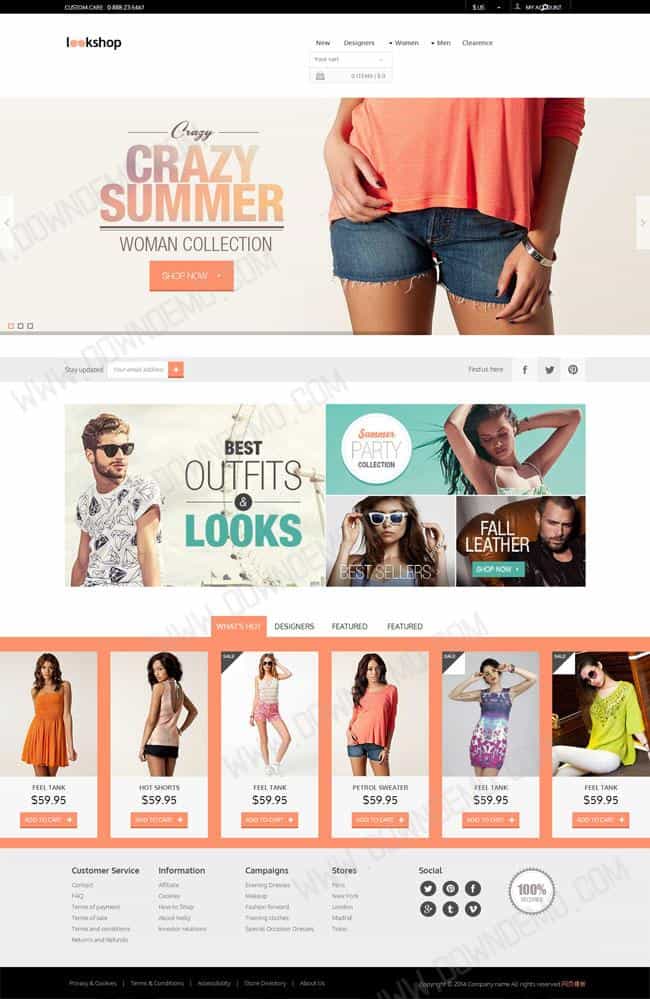 CUSTOM CARE 0 888.23.5467
$ US
MY ACCOUNT
lookshop
New Designers Women Men Clearence
Your cart
0 ITEMS | $ 0
Crazy
CRAZY
SUMMER
WOMAN COLLECTION
SHOP NOW
WWW.DOWNDEMO.COM
Stay updated Your email Address +
Find us here
BEST
OUTFITS
&
LOOKS
Summer
PARTY
COLLECTION
BEST SELLERS
FALL
LEATHER
SHOP NOW
WHAT'S HOT DESIGNERS FEATURED FEATURED
SALE SALE SALE
FEEL TANK HOT SHORTS FEEL TANK PETROL SWEATER FEEL TANK FEEL TANK
$59.95 $59.95 $59.95 $59.95 $59.95 $59.95
ADD TO CART + ADD TO CART + ADD TO CART + ADD TO CART + ADD TO CART + ADD TO CART +
Customer Service Information Campaigns Stores Social
Contact Affiliate Evening Dresses Paris
FAQ Cookies Makeup New York
Terms of payment How to Shop Fashion forward London
Terms of sale About Nelly Training clothes Madrid
Terms and conditions Investor relations Special Occasion Dresses Tokio
Returns and Refunds
100%
SECURED
Privacy & Cookies | Terms & Conditions | Accessibility | Store Directory | About Us
Copyright © 2014 Company name All rights reserved.网页模板